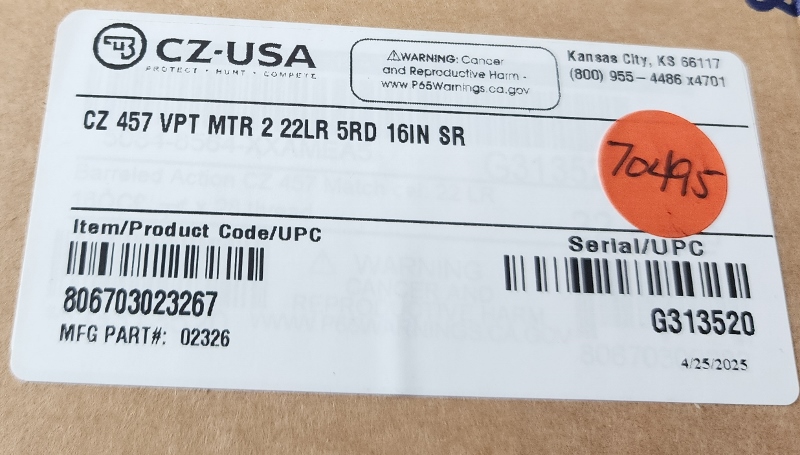 CZ-USA
PROTECT • HUNT • COMPETE
⚠WARNING: Cancer
and Reproductive Harm -
www.P65Warnings.ca.gov
Kansas City, KS 66117
(800) 955-4486 x4701
CZ 457 VPT MTR 2 22LR 5RD 16IN SR
70495
Item/Product Code/UPC
806703023267
MFG PART#: 02326
Serial/UPC
G313520
4/25/2025